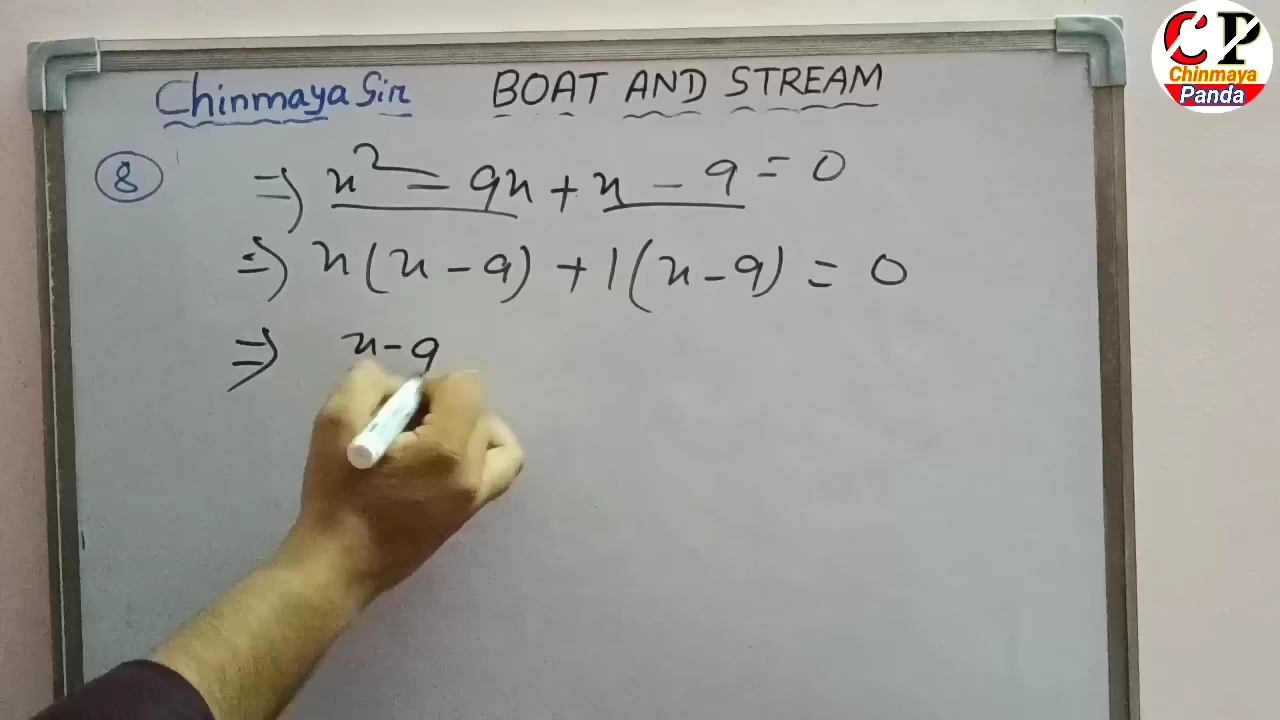 Chinmaya Sir BOAT AND STREAM
CP
Chinmaya
Panda
8 ⇒ x² = 9x + x - 9 = 0
⇒ x(x - 9) + 1(x - 9) = 0
⇒ x - 9